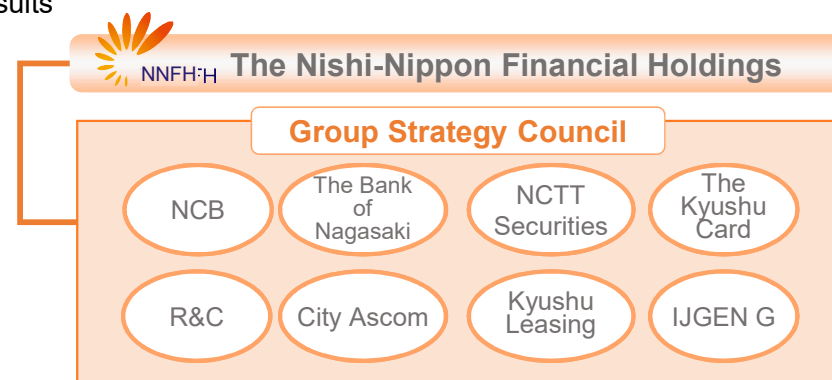 sults
NNFH:H The Nishi-Nippon Financial Holdings
Group Strategy Council
NCB
The Bank
of
Nagasaki
NCTT
Securities
The
Kyushu
Card
R&C
City Ascom
Kyushu
Leasing
IJGEN G